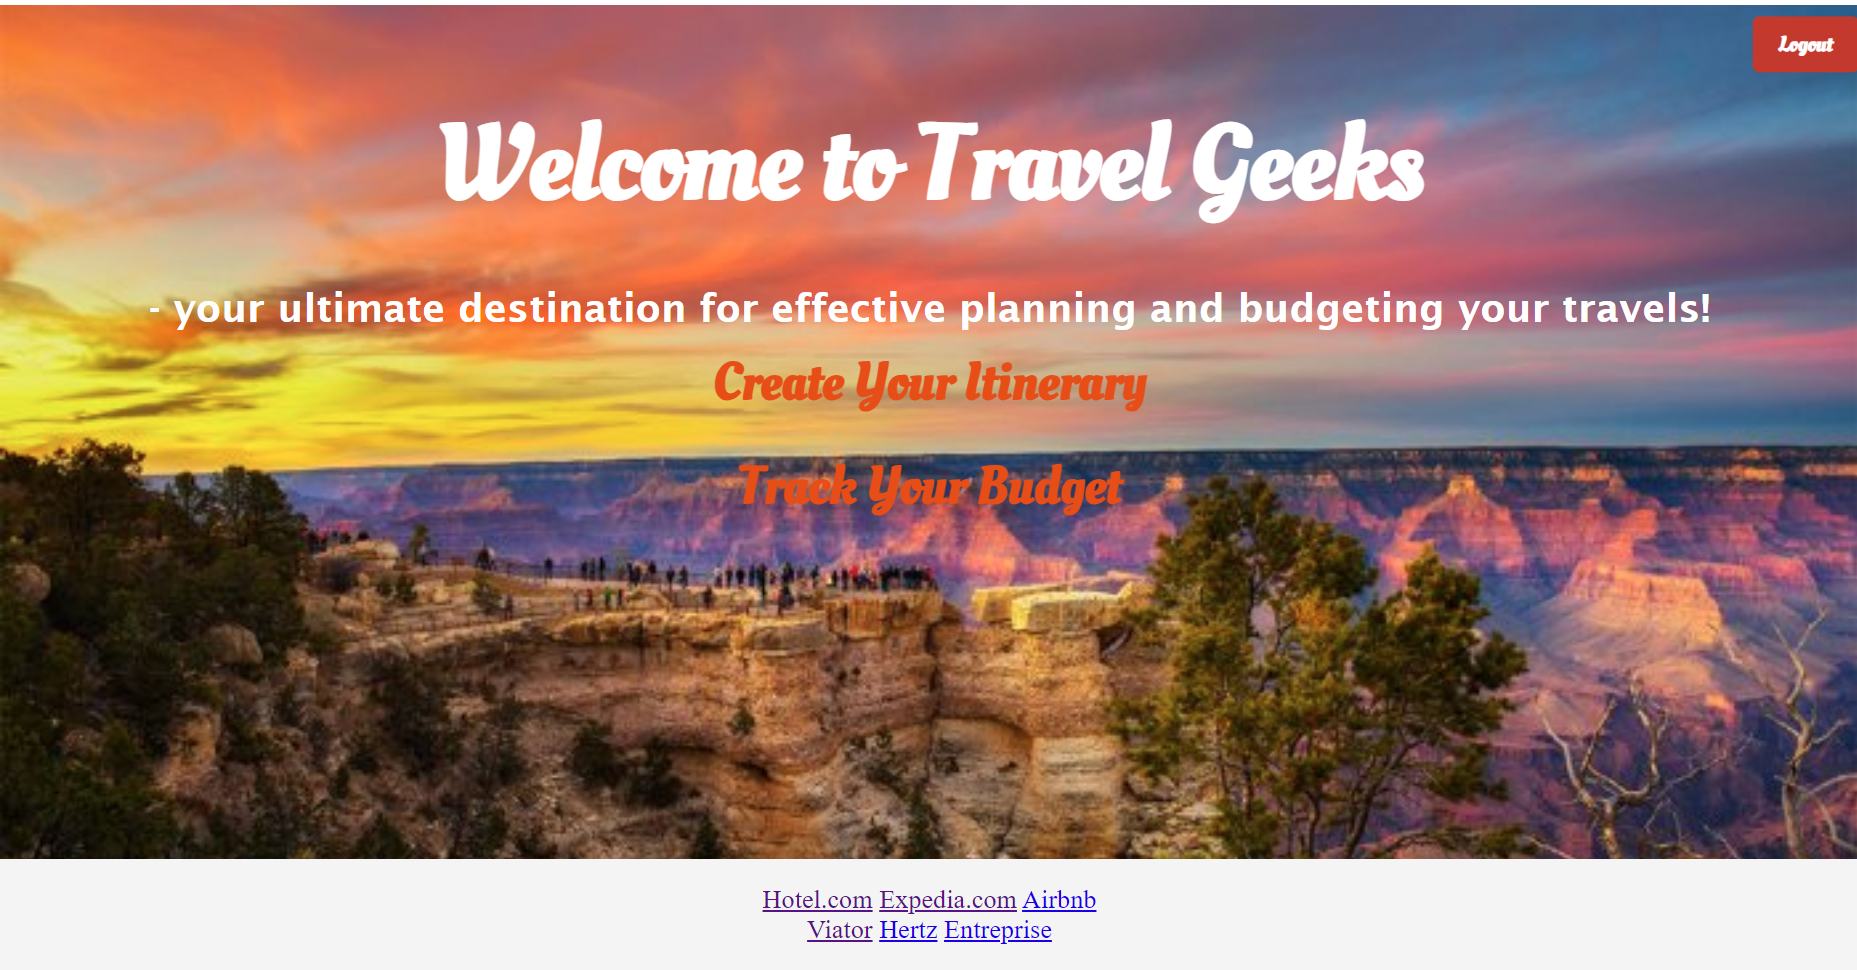 Logout
Welcome to Travel Geeks
- your ultimate destination for effective planning and budgeting your travels!
Create Your Itinerary
Track Your Budget
Hotel.com Expedia.com Airbnb
Viator Hertz Entreprise